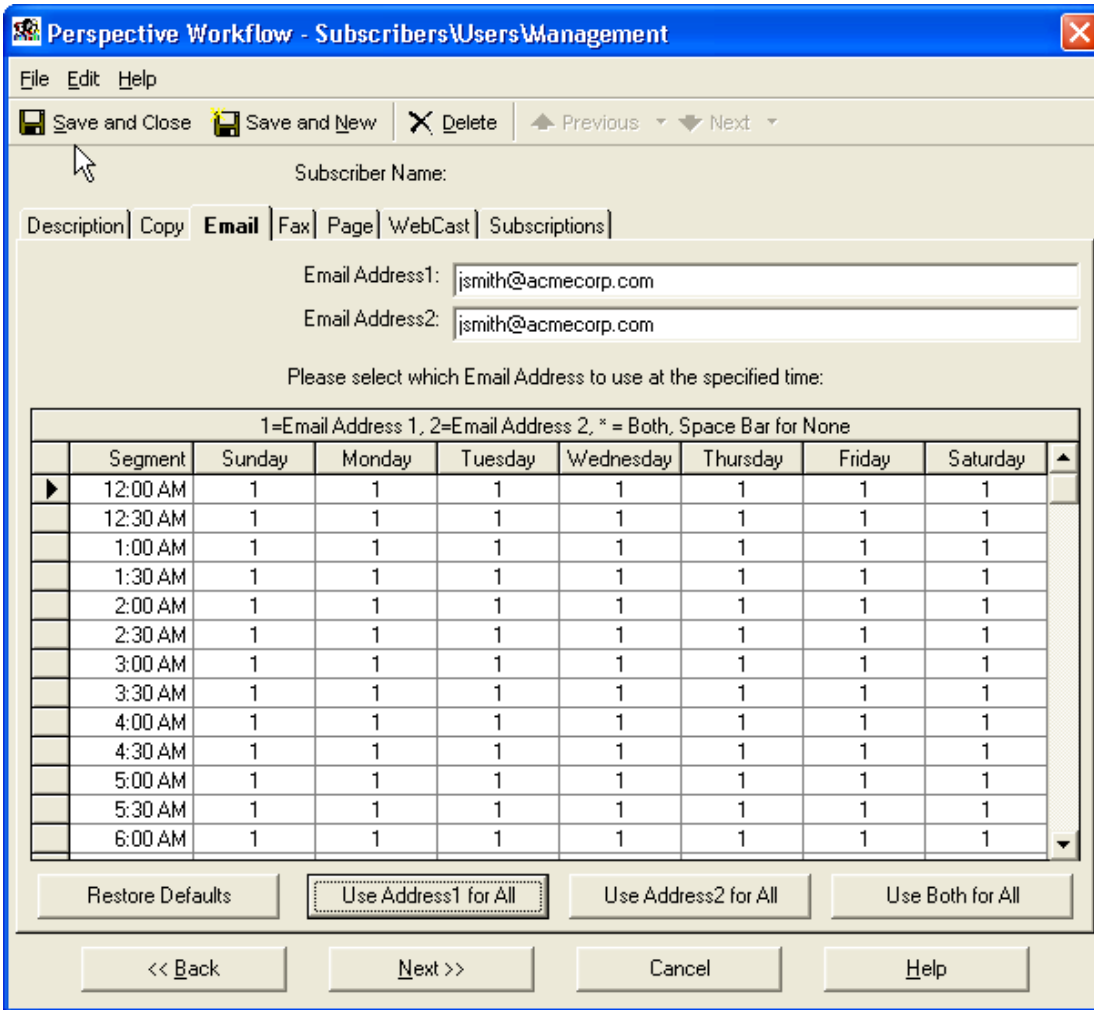 Perspective Workflow - Subscribers\Users\Management
File Edit Help
Save and Close Save and New Delete Previous Next
Subscriber Name:
Description Copy Email Fax Page WebCast Subscriptions
Email Address1: jsmith@acmecorp.com
Email Address2: jsmith@acmecorp.com
Please select which Email Address to use at the specified time:
1=Email Address 1, 2=Email Address 2, * = Both, Space Bar for None
Segment Sunday Monday Tuesday Wednesday Thursday Friday Saturday
12:00 AM 1 1 1 1 1 1 1
12:30 AM 1 1 1 1 1 1 1
1:00 AM 1 1 1 1 1 1 1
1:30 AM 1 1 1 1 1 1 1
2:00 AM 1 1 1 1 1 1 1
2:30 AM 1 1 1 1 1 1 1
3:00 AM 1 1 1 1 1 1 1
3:30 AM 1 1 1 1 1 1 1
4:00 AM 1 1 1 1 1 1 1
4:30 AM 1 1 1 1 1 1 1
5:00 AM 1 1 1 1 1 1 1
5:30 AM 1 1 1 1 1 1 1
6:00 AM 1 1 1 1 1 1 1
Restore Defaults Use Address1 for All Use Address2 for All Use Both for All
<< Back Next >> Cancel Help